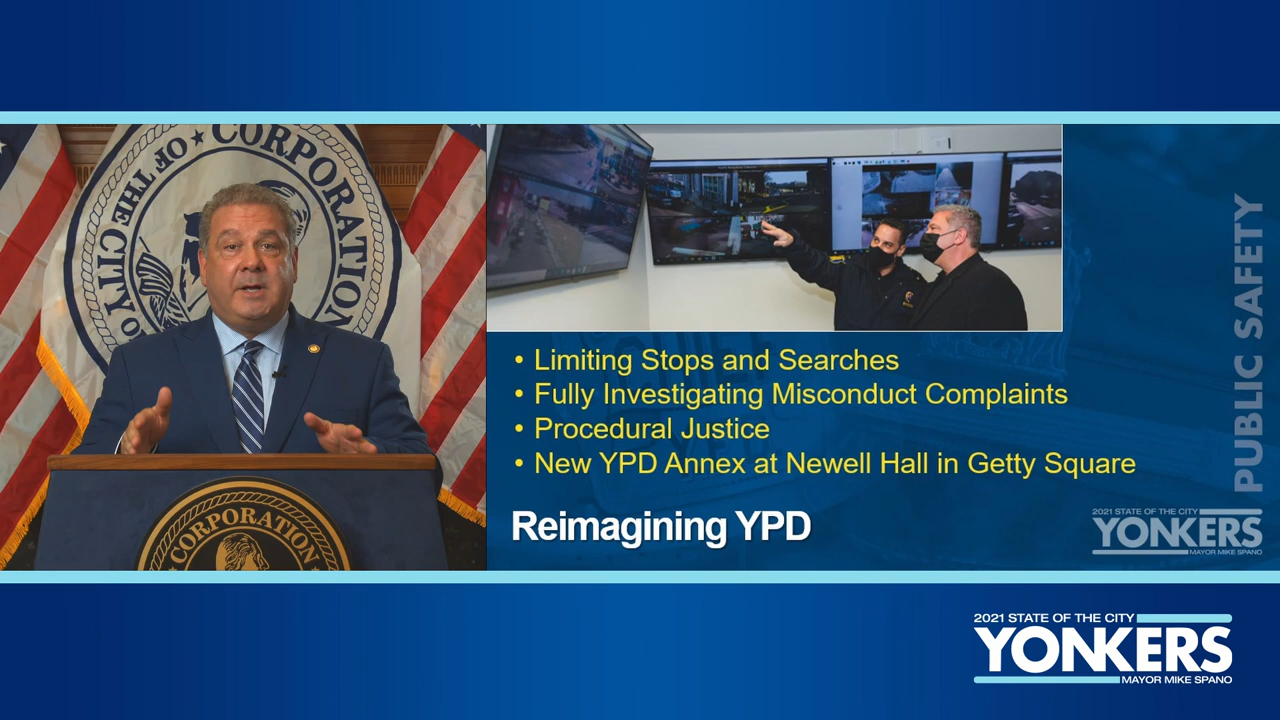 OF THE CITY OF YO
CORPORATION
CORPORATION
• Limiting Stops and Searches
• Fully Investigating Misconduct Complaints
• Procedural Justice
• New YPD Annex at Newell Hall in Getty Square
Reimagining YPD
PUBLIC SAFETY
2021 STATE OF THE CITY
YONKERS
MAYOR MIKE SPANO
2021 STATE OF THE CITY
YONKERS
MAYOR MIKE SPANO